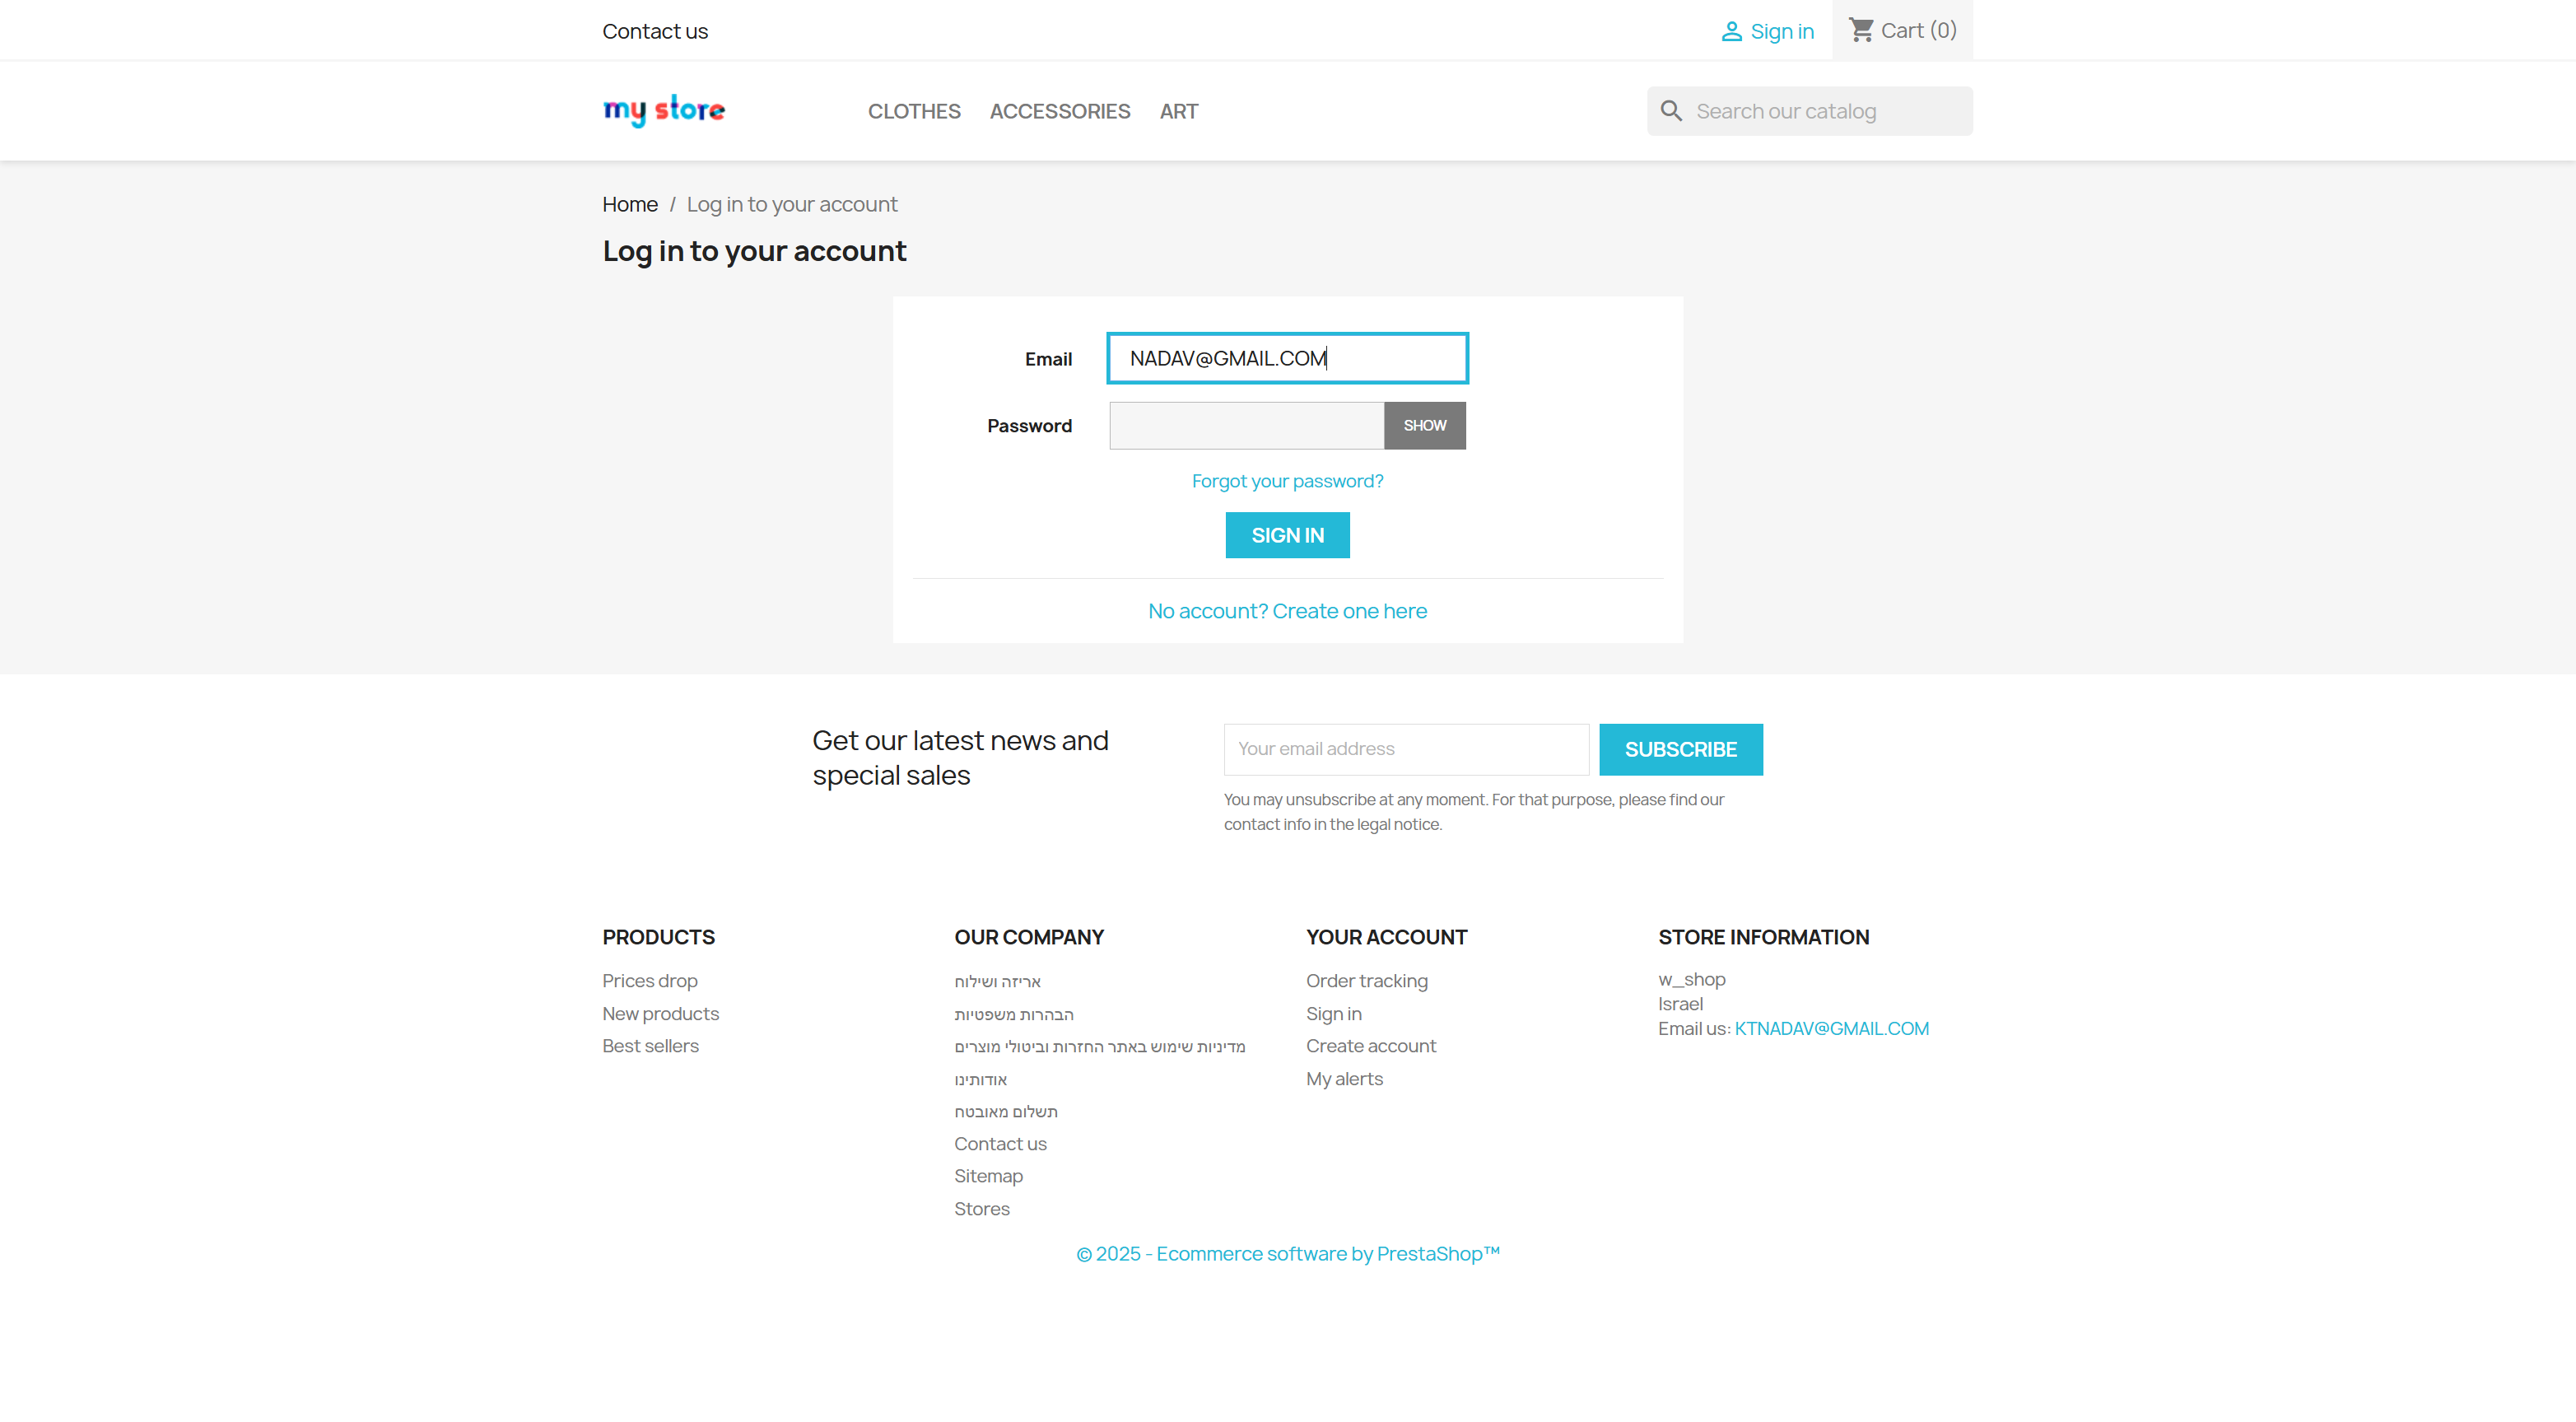 Contact us
Sign in
Cart (0)
my store
CLOTHES ACCESSORIES ART
Search our catalog
Home / Log in to your account
Log in to your account
Email
NADAV@GMAIL.COM
Password
SHOW
Forgot your password?
SIGN IN
No account? Create one here
Get our latest news and
special sales
Your email address
SUBSCRIBE
You may unsubscribe at any moment. For that purpose, please find our
contact info in the legal notice.
PRODUCTS
Prices drop
New products
Best sellers
OUR COMPANY
אריזה ושילוח
הבהרות משפטיות
מדיניות שימוש באתר החזרות וביטולי מוצרים
אודותינו
תשלום מאובטח
Contact us
Sitemap
Stores
YOUR ACCOUNT
Order tracking
Sign in
Create account
My alerts
STORE INFORMATION
w_shop
Israel
Email us: KTNADAV@GMAIL.COM
© 2025 - Ecommerce software by PrestaShop™